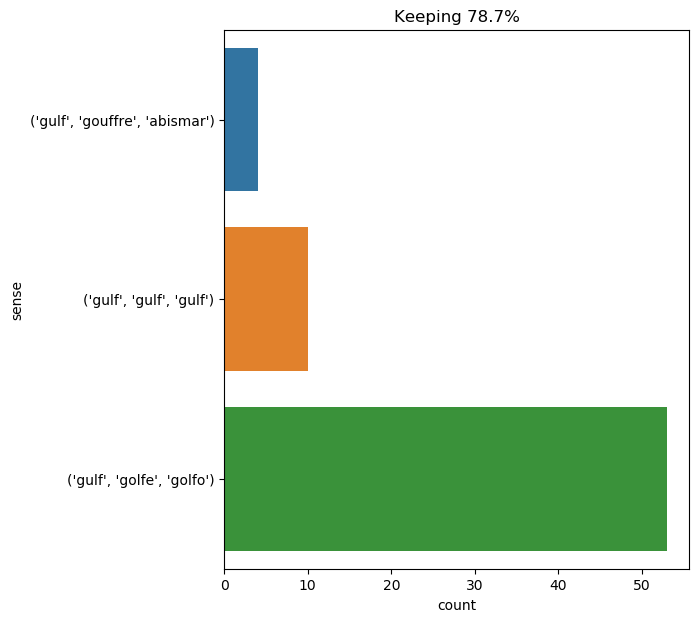 Keeping 78.7%
('gulf', 'gouffre', 'abismar')
('gulf', 'gulf', 'gulf')
('gulf', 'golfe', 'golfo')
sense
0 10 20 30 40 50
count